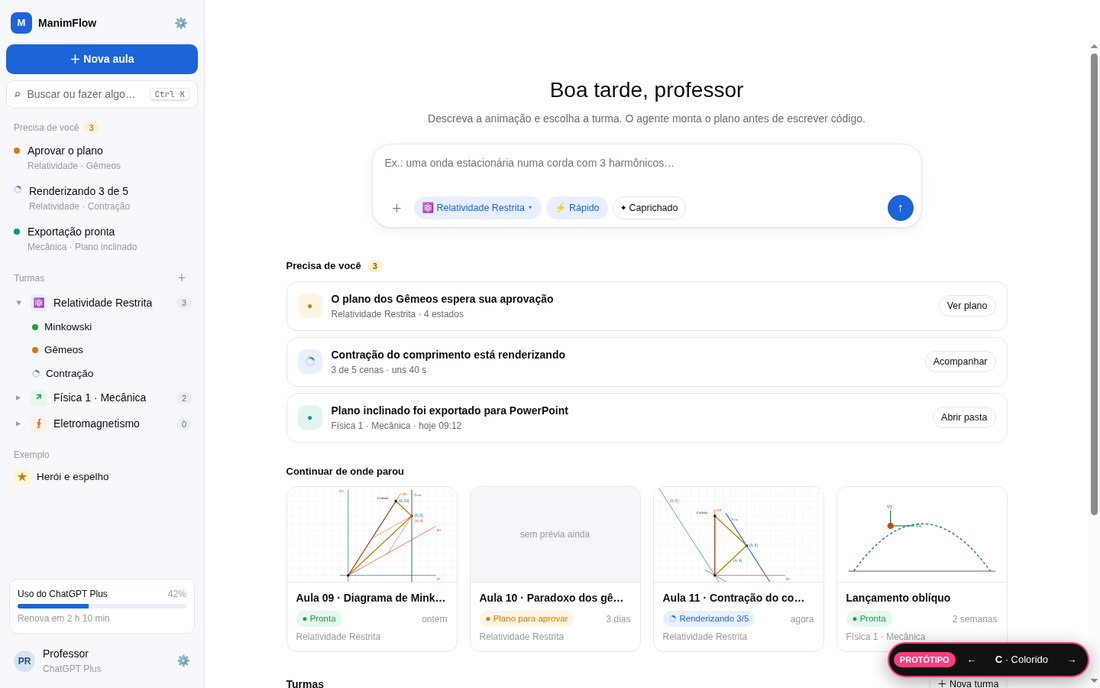 M ManimFlow
+ Nova aula
Buscar ou fazer algo… Ctrl K
Precisa de você 3
Aprovar o plano
Relatividade · Gêmeos
Renderizando 3 de 5
Relatividade · Contração
Exportação pronta
Mecânica · Plano inclinado
Turmas +
Relatividade Restrita 3
Minkowski
Gêmeos
Contração
Física 1 · Mecânica 2
Eletromagnetismo 0
Exemplo
Herói e espelho
Uso do ChatGPT Plus 42%
Renova em 2 h 10 min
PR Professor
ChatGPT Plus
Boa tarde, professor
Descreva a animação e escolha a turma. O agente monta o plano antes de escrever código.
Ex.: uma onda estacionária numa corda com 3 harmônicos…
+ Relatividade Restrita Rápido Caprichado ↑
Precisa de você 3
O plano dos Gêmeos espera sua aprovação
Relatividade Restrita · 4 estados
Ver plano
Contração do comprimento está renderizando
3 de 5 cenas · uns 40 s
Acompanhar
Plano inclinado foi exportado para PowerPoint
Física 1 · Mecânica · hoje 09:12
Abrir pasta
Continuar de onde parou
Aula 09 · Diagrama de Mink…
Pronta ontem
Relatividade Restrita
sem prévia ainda
Aula 10 · Paradoxo dos gê…
Plano para aprovar 3 dias
Relatividade Restrita
Aula 11 · Contração do co…
Renderizando 3/5 agora
Relatividade Restrita
Lançamento oblíquo
Pronta 2 semanas
Física 1 · Mecânica
Turmas + Nova turma
PROTÓTIPO ← C · Colorido →